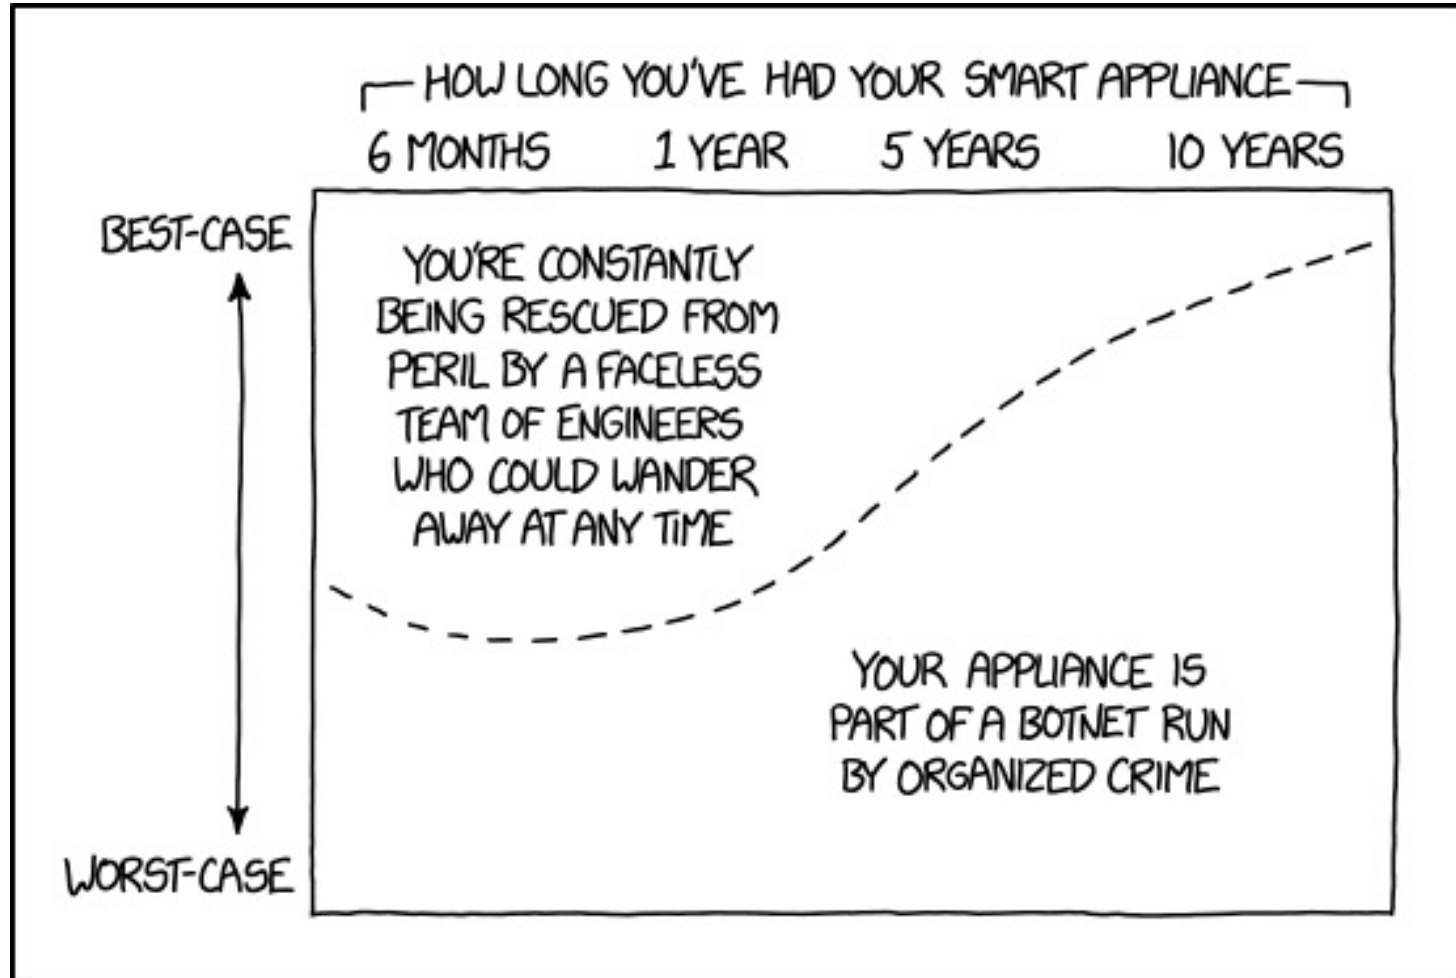 HOW LONG YOU'VE HAD YOUR SMART APPLIANCE
6 MONTHS 1 YEAR 5 YEARS 10 YEARS
BEST-CASE
YOU'RE CONSTANTLY
BEING RESCUED FROM
PERIL BY A FACELESS
TEAM OF ENGINEERS
WHO COULD WANDER
AWAY AT ANY TIME
YOUR APPLIANCE IS
PART OF A BOTNET RUN
BY ORGANIZED CRIME
WORST-CASE